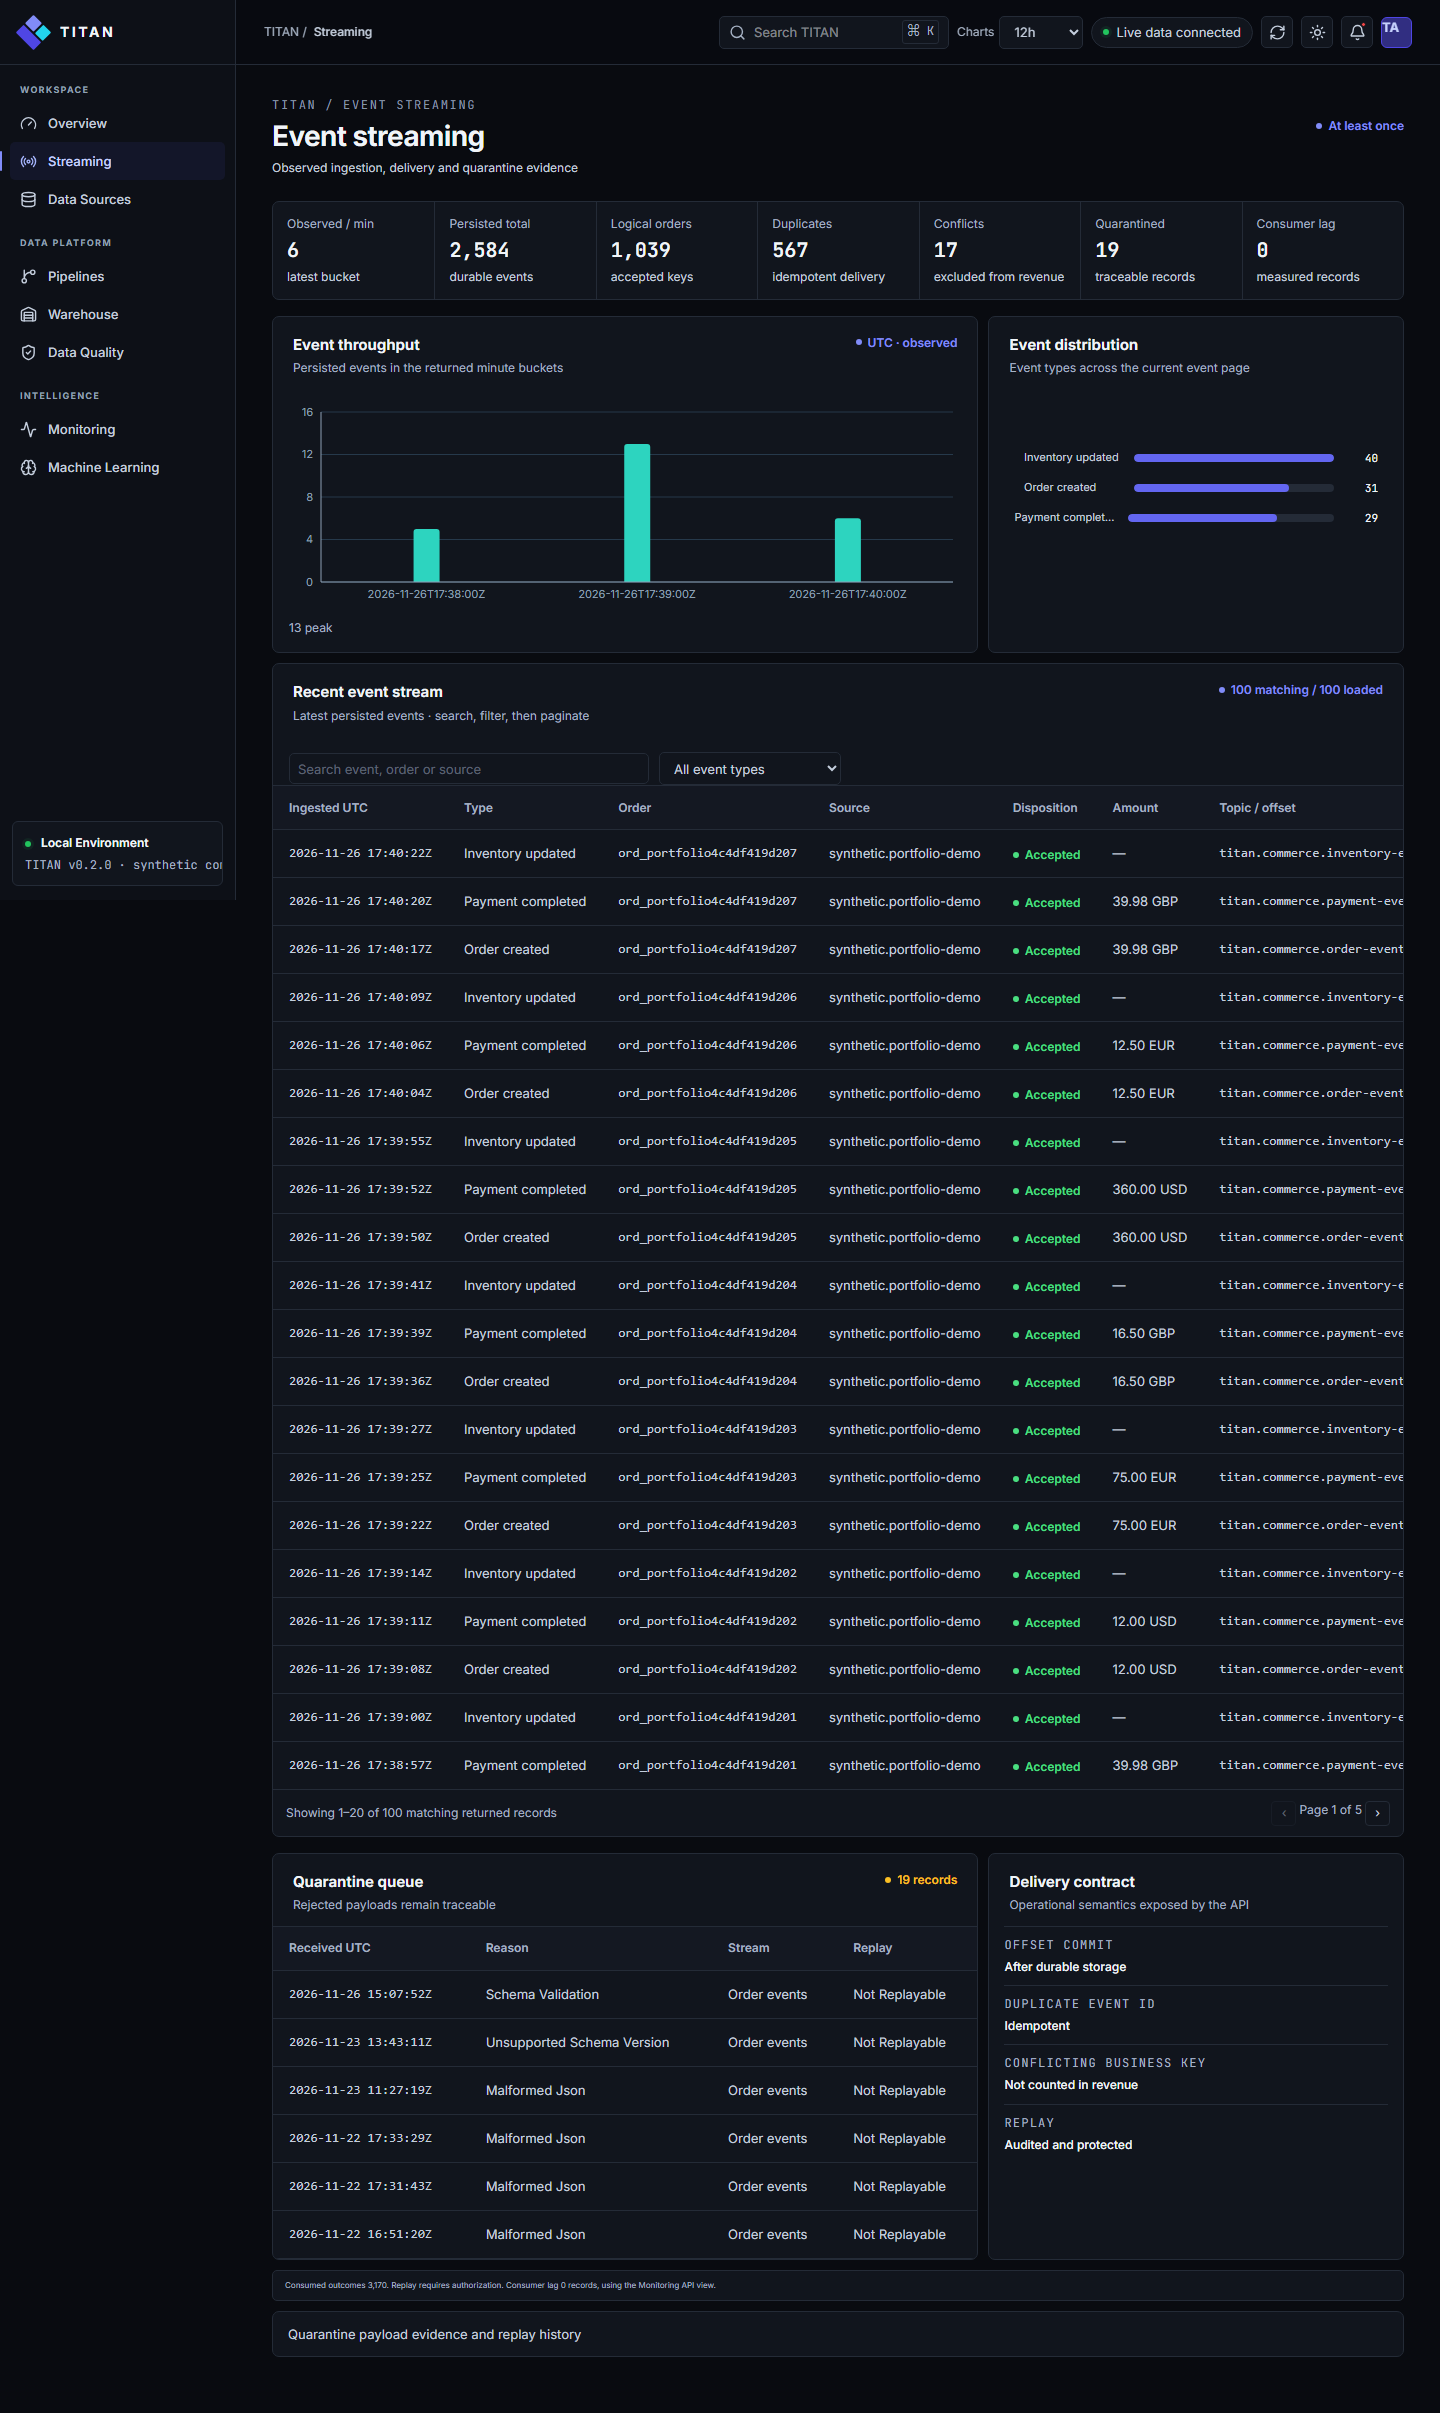 TITAN
TITAN / Streaming
Search TITAN
⌘ K
Charts
12h
Live data connected
TA
WORKSPACE
Overview
Streaming
Data Sources
DATA PLATFORM
Pipelines
Warehouse
Data Quality
INTELLIGENCE
Monitoring
Machine Learning
Local Environment
TITAN v0.2.0 · synthetic co
TITAN / EVENT STREAMING
Event streaming
Observed ingestion, delivery and quarantine evidence
At least once
Observed / min
6
latest bucket
Persisted total
2,584
durable events
Logical orders
1,039
accepted keys
Duplicates
567
idempotent delivery
Conflicts
17
excluded from revenue
Quarantined
19
traceable records
Consumer lag
0
measured records
Event throughput
UTC · observed
Persisted events in the returned minute buckets
16
12
8
4
0
2026-11-26T17:38:00Z 2026-11-26T17:39:00Z 2026-11-26T17:40:00Z
13 peak
Event distribution
Event types across the current event page
Inventory updated 40
Order created 31
Payment complet... 29
Recent event stream
100 matching / 100 loaded
Latest persisted events · search, filter, then paginate
Search event, order or source
All event types
Ingested UTC Type Order Source Disposition Amount Topic / offset
2026-11-26 17:40:22Z Inventory updated ord_portfolio4c4df419d207 synthetic.portfolio-demo Accepted — titan.commerce.inventory-e
2026-11-26 17:40:20Z Payment completed ord_portfolio4c4df419d207 synthetic.portfolio-demo Accepted 39.98 GBP titan.commerce.payment-eve
2026-11-26 17:40:17Z Order created ord_portfolio4c4df419d207 synthetic.portfolio-demo Accepted 39.98 GBP titan.commerce.order-event
2026-11-26 17:40:09Z Inventory updated ord_portfolio4c4df419d206 synthetic.portfolio-demo Accepted — titan.commerce.inventory-e
2026-11-26 17:40:06Z Payment completed ord_portfolio4c4df419d206 synthetic.portfolio-demo Accepted 12.50 EUR titan.commerce.payment-eve
2026-11-26 17:40:04Z Order created ord_portfolio4c4df419d206 synthetic.portfolio-demo Accepted 12.50 EUR titan.commerce.order-event
2026-11-26 17:39:55Z Inventory updated ord_portfolio4c4df419d205 synthetic.portfolio-demo Accepted — titan.commerce.inventory-e
2026-11-26 17:39:52Z Payment completed ord_portfolio4c4df419d205 synthetic.portfolio-demo Accepted 360.00 USD titan.commerce.payment-eve
2026-11-26 17:39:50Z Order created ord_portfolio4c4df419d205 synthetic.portfolio-demo Accepted 360.00 USD titan.commerce.order-event
2026-11-26 17:39:41Z Inventory updated ord_portfolio4c4df419d204 synthetic.portfolio-demo Accepted — titan.commerce.inventory-e
2026-11-26 17:39:39Z Payment completed ord_portfolio4c4df419d204 synthetic.portfolio-demo Accepted 16.50 GBP titan.commerce.payment-eve
2026-11-26 17:39:36Z Order created ord_portfolio4c4df419d204 synthetic.portfolio-demo Accepted 16.50 GBP titan.commerce.order-event
2026-11-26 17:39:27Z Inventory updated ord_portfolio4c4df419d203 synthetic.portfolio-demo Accepted — titan.commerce.inventory-e
2026-11-26 17:39:25Z Payment completed ord_portfolio4c4df419d203 synthetic.portfolio-demo Accepted 75.00 EUR titan.commerce.payment-eve
2026-11-26 17:39:22Z Order created ord_portfolio4c4df419d203 synthetic.portfolio-demo Accepted 75.00 EUR titan.commerce.order-event
2026-11-26 17:39:14Z Inventory updated ord_portfolio4c4df419d202 synthetic.portfolio-demo Accepted — titan.commerce.inventory-e
2026-11-26 17:39:11Z Payment completed ord_portfolio4c4df419d202 synthetic.portfolio-demo Accepted 12.00 USD titan.commerce.payment-eve
2026-11-26 17:39:08Z Order created ord_portfolio4c4df419d202 synthetic.portfolio-demo Accepted 12.00 USD titan.commerce.order-event
2026-11-26 17:39:00Z Inventory updated ord_portfolio4c4df419d201 synthetic.portfolio-demo Accepted — titan.commerce.inventory-e
2026-11-26 17:38:57Z Payment completed ord_portfolio4c4df419d201 synthetic.portfolio-demo Accepted 39.98 GBP titan.commerce.payment-eve
Showing 1–20 of 100 matching returned records
‹ Page 1 of 5 ›
Quarantine queue
19 records
Rejected payloads remain traceable
Received UTC Reason Stream Replay
2026-11-26 15:07:52Z Schema Validation Order events Not Replayable
2026-11-23 13:43:11Z Unsupported Schema Version Order events Not Replayable
2026-11-23 11:27:19Z Malformed Json Order events Not Replayable
2026-11-22 17:33:29Z Malformed Json Order events Not Replayable
2026-11-22 17:31:43Z Malformed Json Order events Not Replayable
2026-11-22 16:51:20Z Malformed Json Order events Not Replayable
Delivery contract
Operational semantics exposed by the API
OFFSET COMMIT
After durable storage
DUPLICATE EVENT ID
Idempotent
CONFLICTING BUSINESS KEY
Not counted in revenue
REPLAY
Audited and protected
Consumed outcomes 3,170. Replay requires authorization. Consumer lag 0 records, using the Monitoring API view.
Quarantine payload evidence and replay history